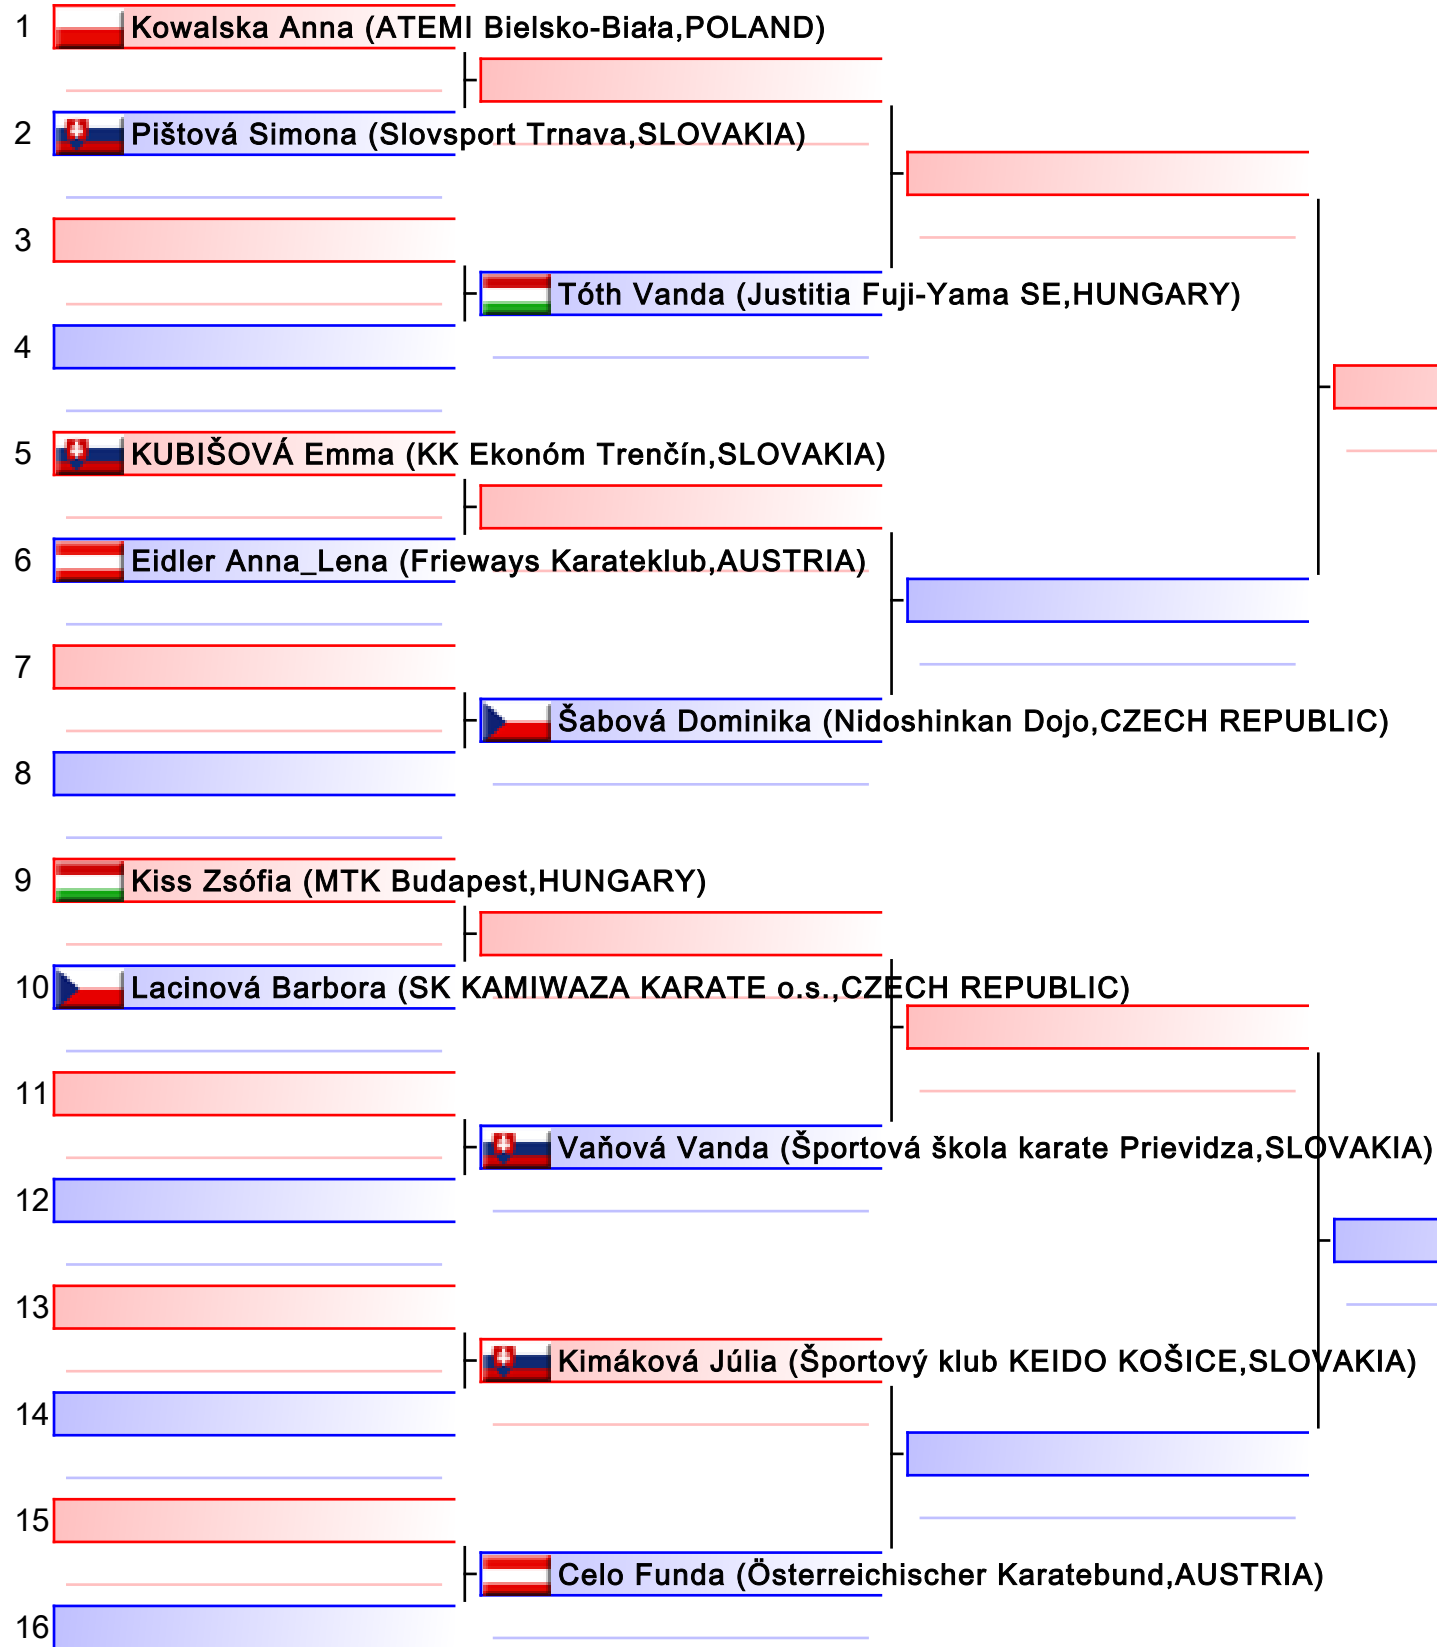 1 Kowalska Anna (ATEMI Bielsko-Biała,POLAND)
2 Pištová Simona (Slovsport Trnava,SLOVAKIA)
3
Tóth Vanda (Justitia Fuji-Yama SE,HUNGARY)
4
5 KUBIŠOVÁ Emma (KK Ekonóm Trenčín,SLOVAKIA)
6 Eidler Anna_Lena (Frieways Karateklub,AUSTRIA)
7
Šabová Dominika (Nidoshinkan Dojo,CZECH REPUBLIC)
8
9 Kiss Zsófia (MTK Budapest,HUNGARY)
10 Lacinová Barbora (SK KAMIWAZA KARATE o.s.,CZECH REPUBLIC)
11
Vaňová Vanda (Športová škola karate Prievidza,SLOVAKIA)
12
13
Kimáková Júlia (Športový klub KEIDO KOŠICE,SLOVAKIA)
14
15
Celo Funda (Österreichischer Karatebund,AUSTRIA)
16